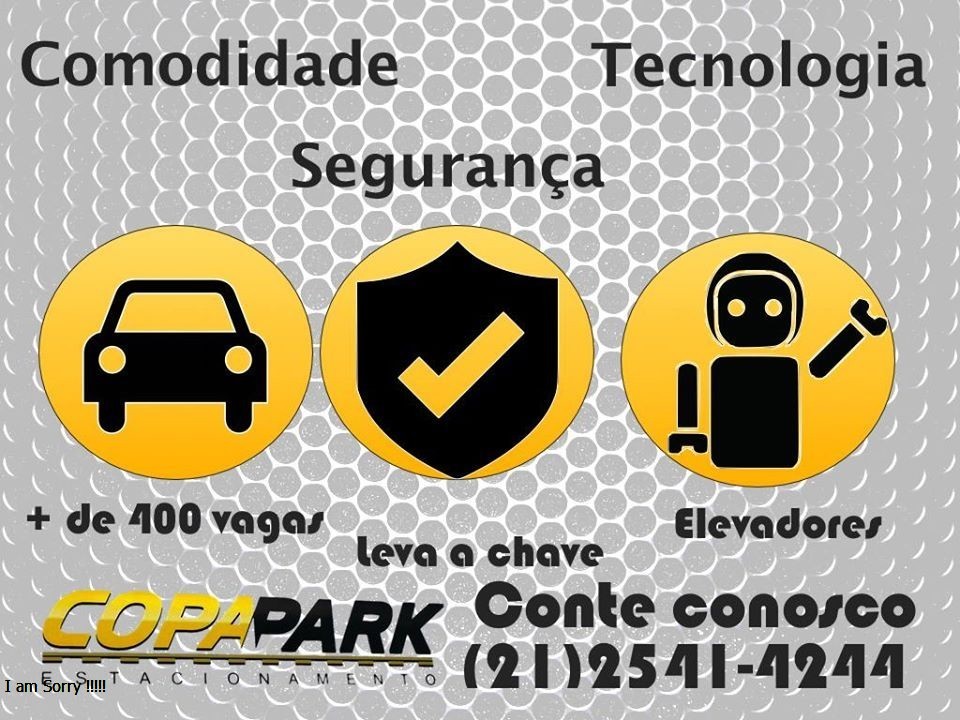 Comodidade
Tecnologia
Segurança
+ de 400 vagas
Leva a chave
Elevadores
COPAPARK
ESTACIONAMENTO
Conte conosco
(21)2541-4244
I am Sorry !!!!!